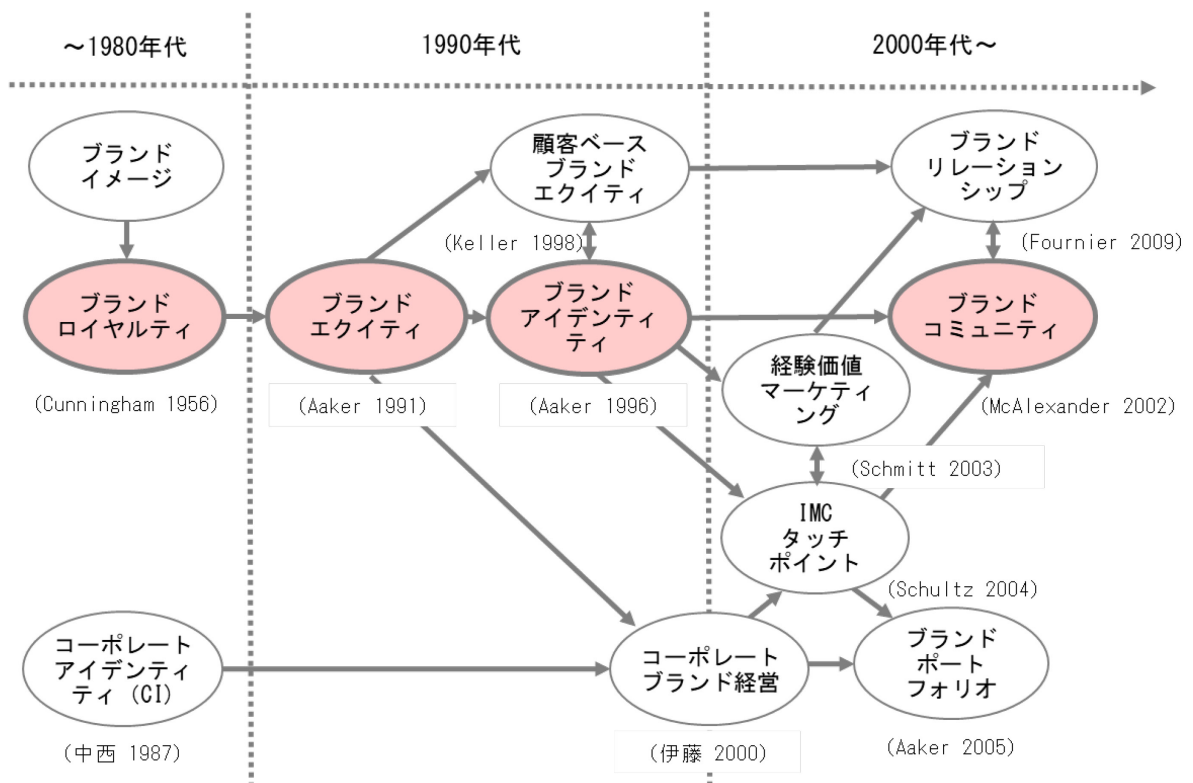 ～1980年代
1990年代
2000年代～
ブランド
イメージ
顧客ベース
ブランド
エクイティ
ブランド
リレーション
シップ
(Keller 1998)
(Fournier 2009)
ブランド
ロイヤルティ
ブランド
エクイティ
ブランド
アイデンティ
ティ
ブランド
コミュニティ
経験価値
マーケティ
ング
(Cunningham 1956)
(Aaker 1991)
(Aaker 1996)
(McAlexander 2002)
(Schmitt 2003)
IMC
タッチ
ポイント
(Schultz 2004)
コーポレート
アイデンティ
ティ（CI）
コーポレート
ブランド経営
ブランド
ポート
フォリオ
(中西 1987)
(伊藤 2000)
(Aaker 2005)